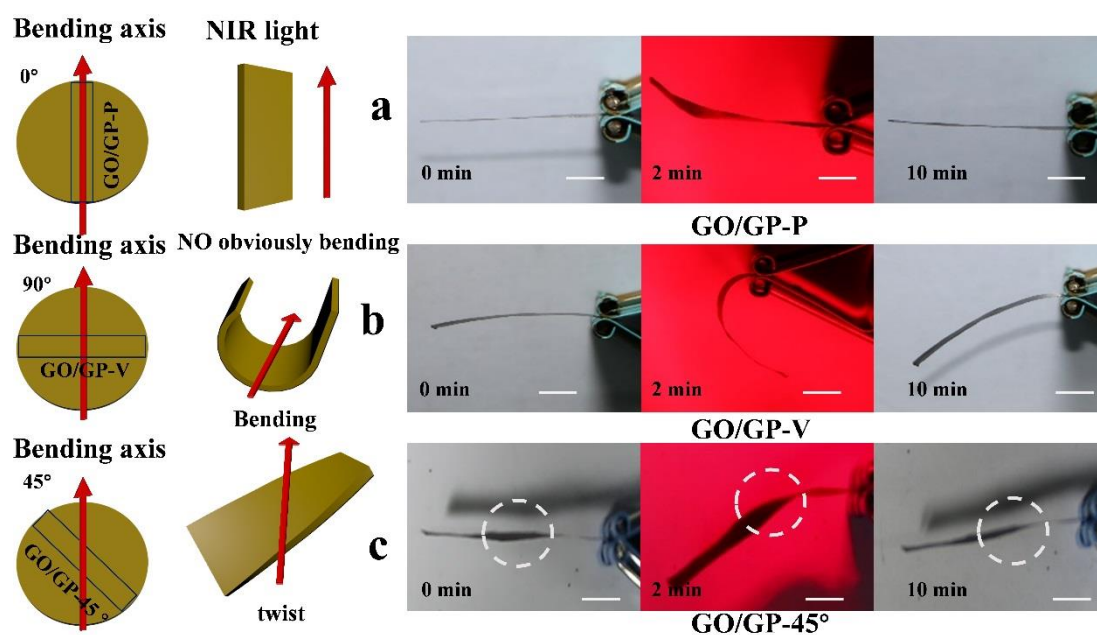 Bending axis
NIR light
0°
GO/GP-P
a
0 min
2 min
10 min
GO/GP-P
NO obviously bending
Bending axis
90°
GO/GP-V
b
Bending
0 min
2 min
10 min
GO/GP-V
Bending axis
45°
GO/GP-45°
twist
c
0 min
2 min
10 min
GO/GP-45°